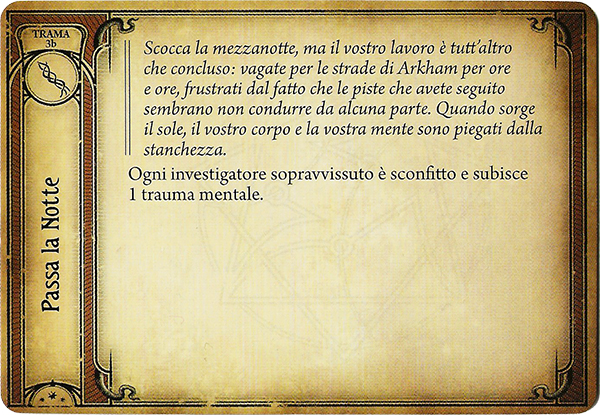 TRAMA
3b
Passa la Notte
Scocca la mezzanotte, ma il vostro lavoro è tutt'altro
che concluso: vagate per le strade di Arkham per ore
e ore, frustrati dal fatto che le piste che avete seguito
sembrano non condurre da alcuna parte. Quando sorge
il sole, il vostro corpo e la vostra mente sono piegati dalla
stanchezza.
Ogni investigatore sopravvissuto è sconfitto e subisce
1 trauma mentale.